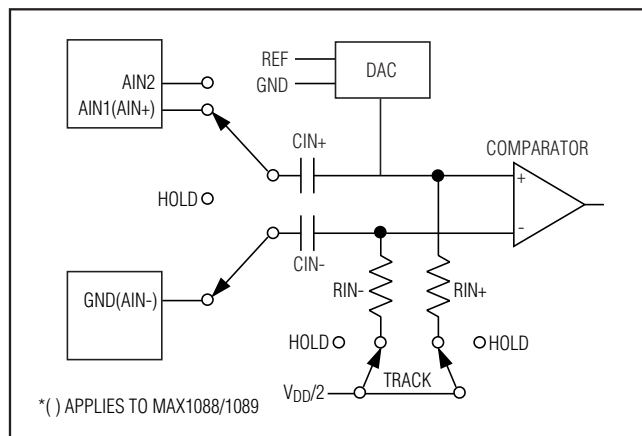 REF
GND
DAC
AIN2
AIN1(AIN+)
CIN+
COMPARATOR
+
HOLD
-
CIN-
GND(AIN-)
RIN-
RIN+
HOLD
HOLD
TRACK
VDD/2
*( ) APPLIES TO MAX1088/1089